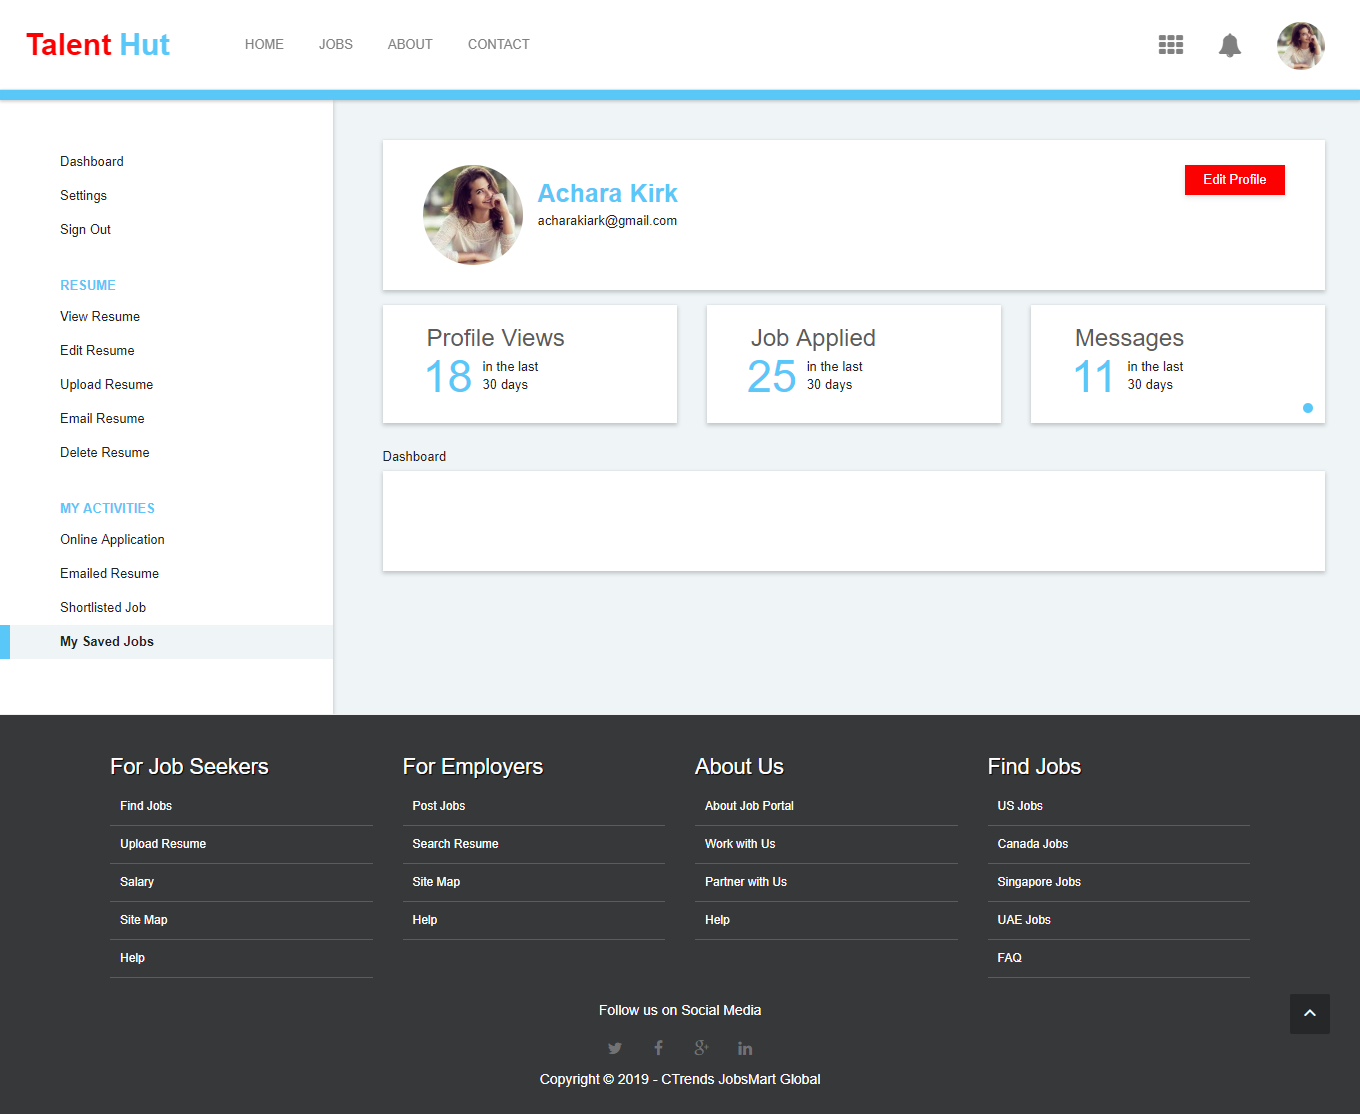 Talent Hut
HOME
JOBS
ABOUT
CONTACT
Dashboard
Settings
Sign Out
RESUME
View Resume
Edit Resume
Upload Resume
Email Resume
Delete Resume
MY ACTIVITIES
Online Application
Emailed Resume
Shortlisted Job
My Saved Jobs
Achara Kirk
acharakiark@gmail.com
Edit Profile
Profile Views
18
in the last
30 days
Job Applied
25
in the last
30 days
Messages
11
in the last
30 days
Dashboard
For Job Seekers
Find Jobs
Upload Resume
Salary
Site Map
Help
For Employers
Post Jobs
Search Resume
Site Map
Help
About Us
About Job Portal
Work with Us
Partner with Us
Help
Find Jobs
US Jobs
Canada Jobs
Singapore Jobs
UAE Jobs
FAQ
Follow us on Social Media
Copyright © 2019 - CTrends JobsMart Global